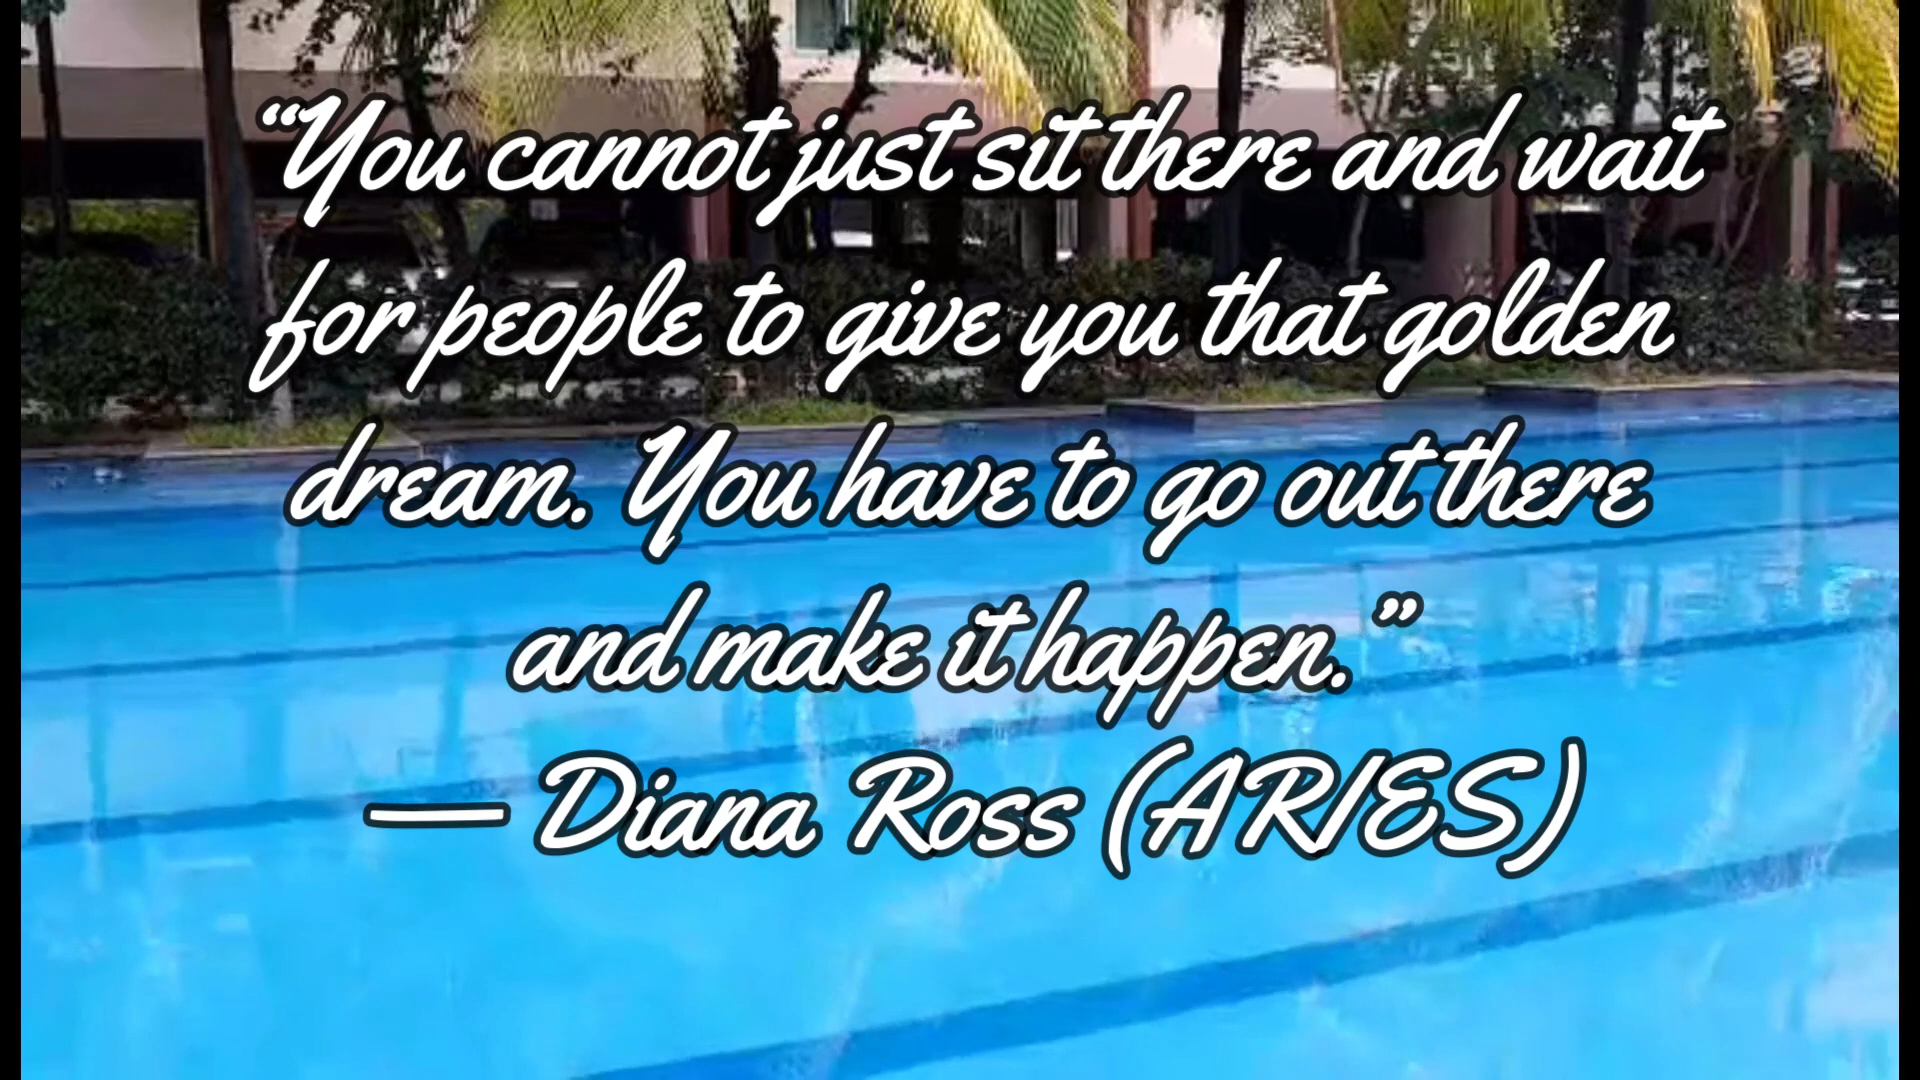 “You cannot just sit there and wait
for people to give you that golden
dream. You have to go out there
and make it happen.”
— Diana Ross (ARIES)